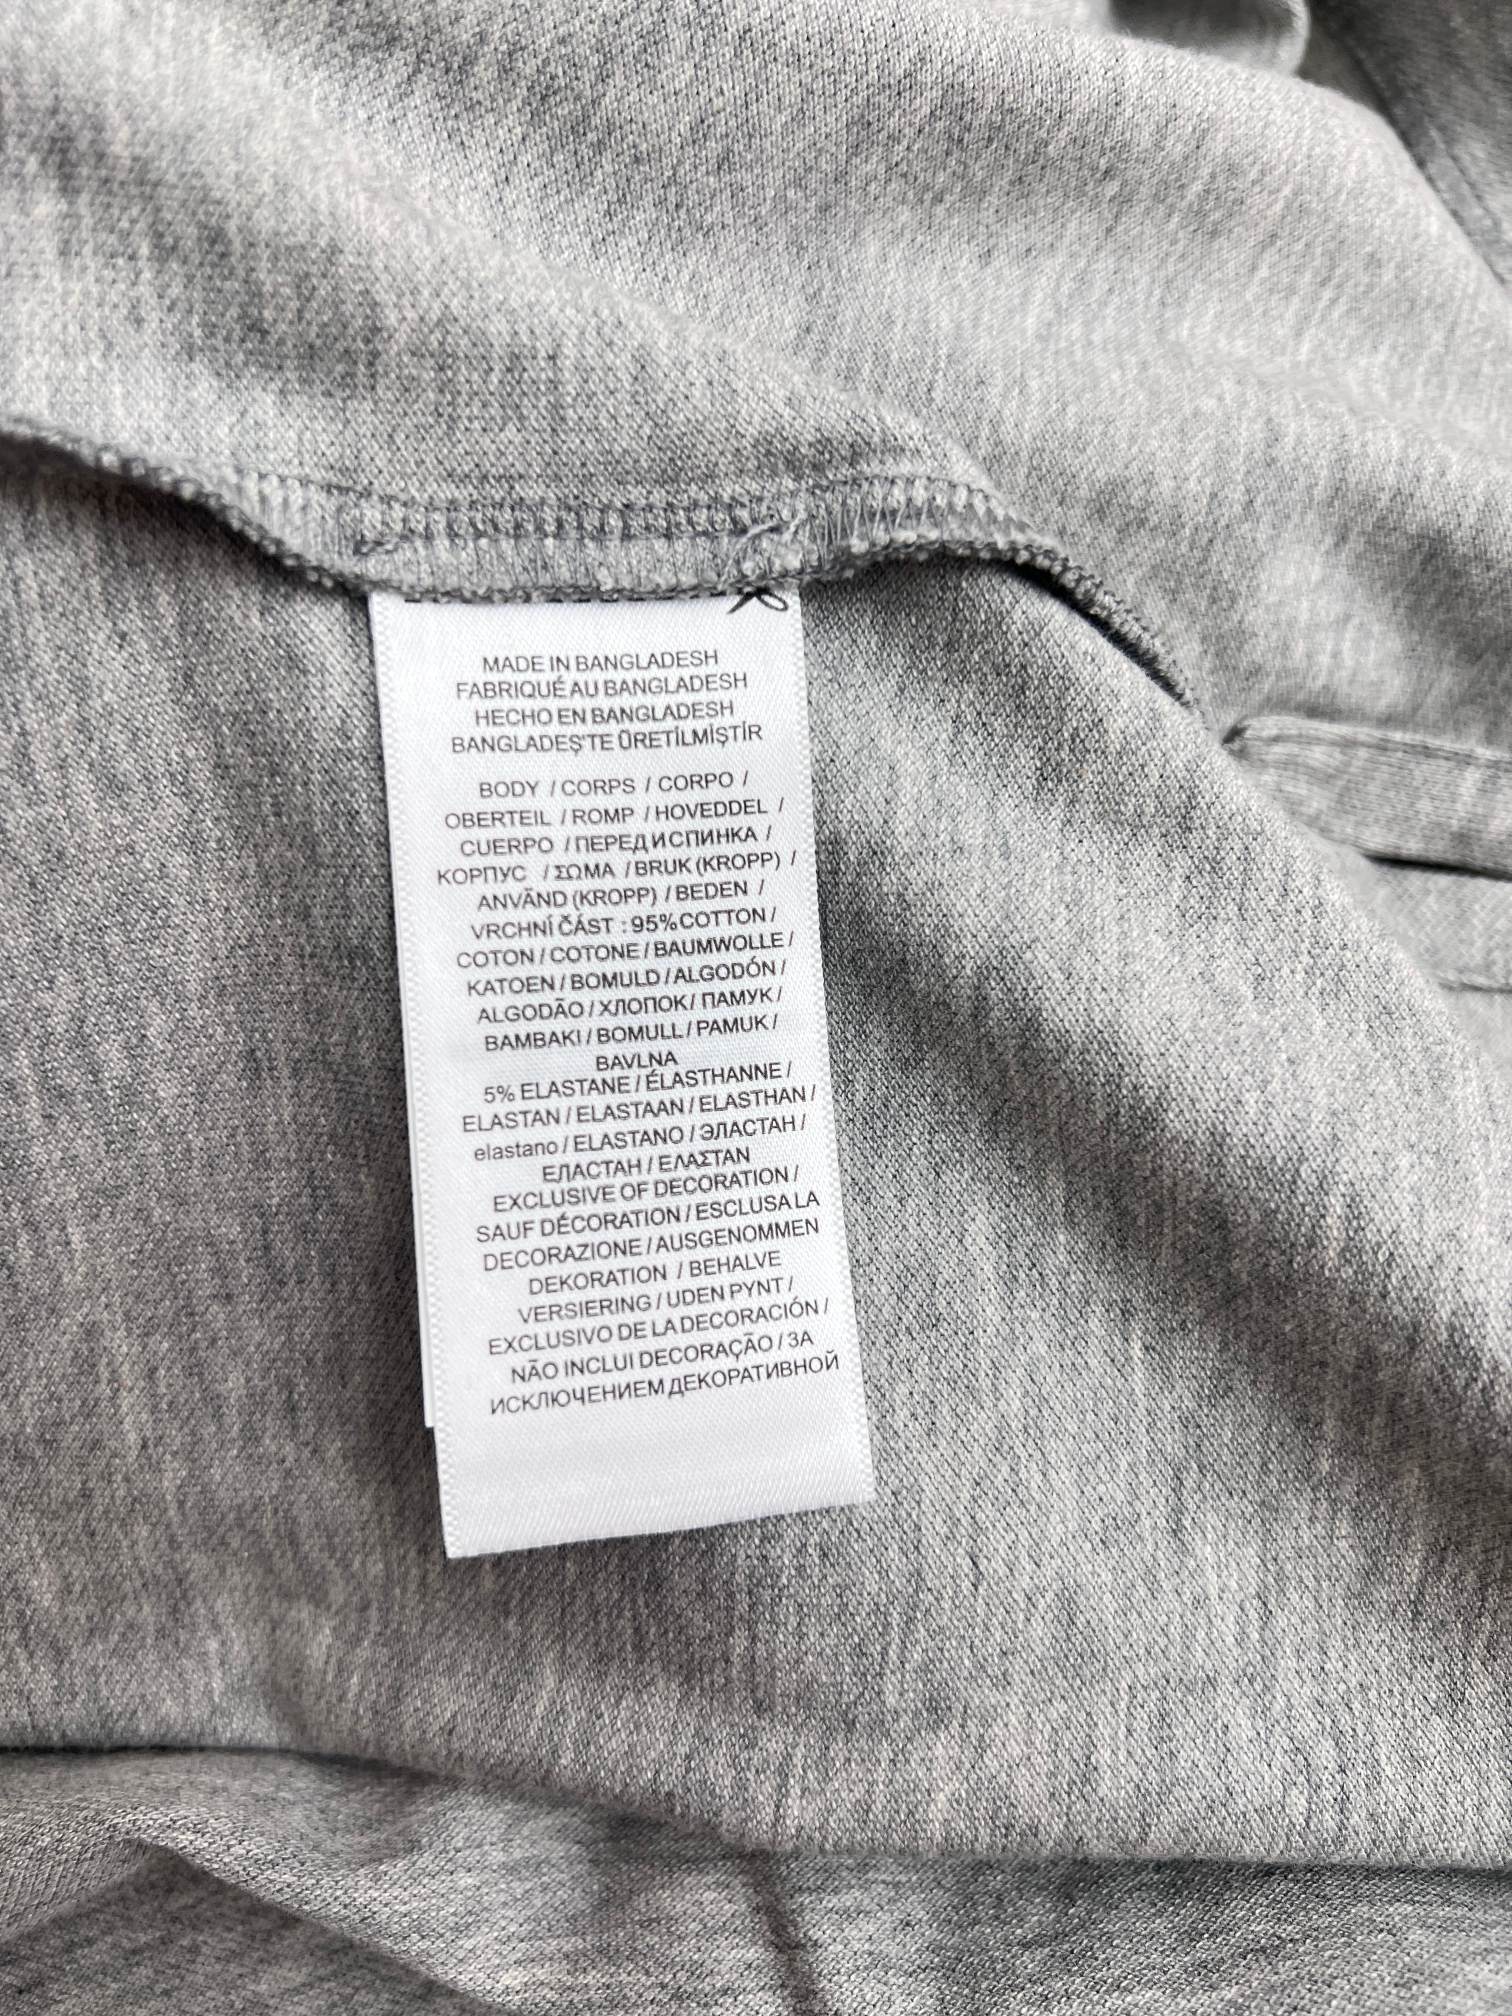 MADE IN BANGLADESH
FABRIQUÉ AU BANGLADESH
HECHO EN BANGLADESH
BANGLADEŞ'TE ÜRETİLMİŞTİR
BODY / CORPS / CORPO /
OBERTEIL / ROMP / HOVEDDEL /
CUERPO / ПЕРЕД И СПИНКА /
КОРПУС / ΣΩΜΑ / BRUK (KROPP) /
ANVÄND (KROPP) / BEDEN /
VRCHNÍ ČÁST : 95% COTTON /
COTON / COTONE / BAUMWOLLE /
KATOEN / BOMULD / ALGODÓN /
ALGODÃO / ХЛОПОК / ПАМУК /
ΒΑΜΒΑΚΙ / BOMULL / PAMUK /
BAVLNA
5% ELASTANE / ÉLASTHANNE /
ELASTAN / ELASTAAN / ELASTHAN /
elastano / ELASTANO / ЭЛАСТАН /
ЕЛАСТАН / ΕΛΑΣΤΑΝ
EXCLUSIVE OF DECORATION /
SAUF DÉCORATION / ESCLUSA LA
DECORAZIONE / AUSGENOMMEN
DEKORATION / BEHALVE
VERSIERING / UDEN PYNT /
EXCLUSIVO DE LA DECORACIÓN /
NÃO INCLUI DECORAÇÃO / ЗА
ИСКЛЮЧЕНИЕМ ДЕКОРАТИВНОЙ